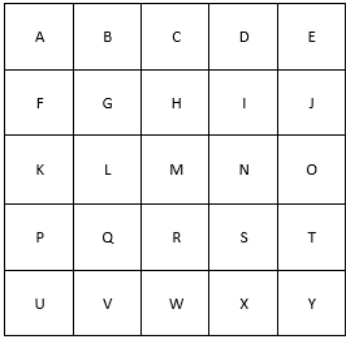 A B C D E
F G H I J
K L M N O
P Q R S T
U V W X Y